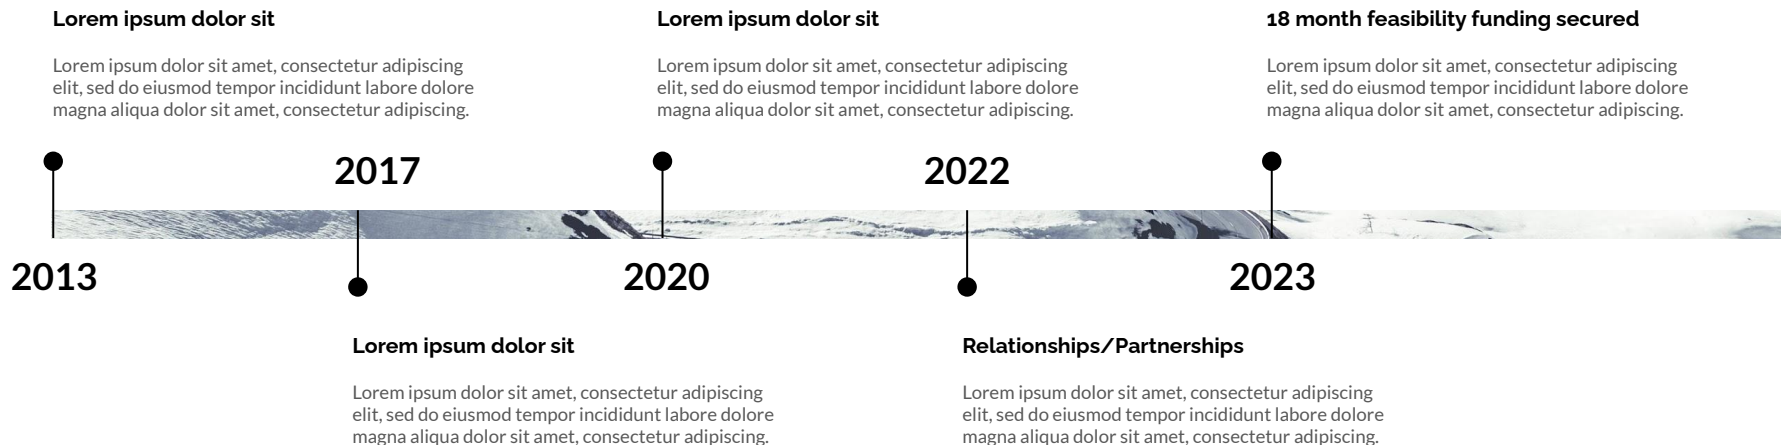 Lorem ipsum dolor sit
Lorem ipsum dolor sit amet, consectetur adipiscing
elit, sed do eiusmod tempor incididunt labore dolore
magna aliqua dolor sit amet, consectetur adipiscing.
Lorem ipsum dolor sit
Lorem ipsum dolor sit amet, consectetur adipiscing
elit, sed do eiusmod tempor incididunt labore dolore
magna aliqua dolor sit amet, consectetur adipiscing.
18 month feasibility funding secured
Lorem ipsum dolor sit amet, consectetur adipiscing
elit, sed do eiusmod tempor incididunt labore dolore
magna aliqua dolor sit amet, consectetur adipiscing.
2017
2022
2013
2020
2023
Lorem ipsum dolor sit
Lorem ipsum dolor sit amet, consectetur adipiscing
elit, sed do eiusmod tempor incididunt labore dolore
magna aliqua dolor sit amet, consectetur adipiscing.
Relationships/Partnerships
Lorem ipsum dolor sit amet, consectetur adipiscing
elit, sed do eiusmod tempor incididunt labore dolore
magna aliqua dolor sit amet, consectetur adipiscing.